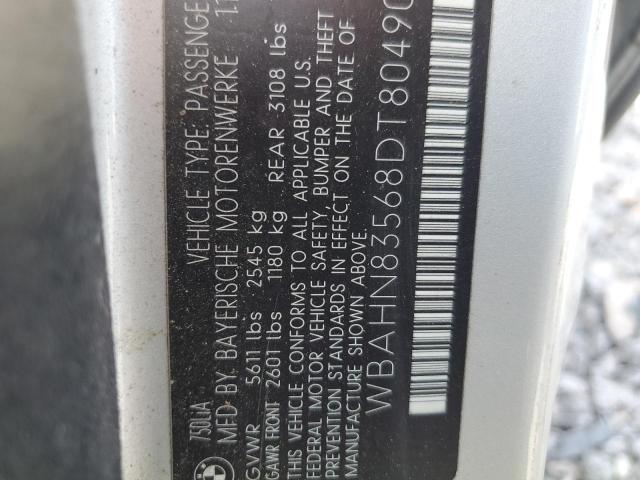 750LiA VEHICLE TYPE: PASSENGE
MFD BY BAYERISCHE MOTORENWERKE 11
GVWR 5611 lbs 2545 kg
GAWR FRONT 2601 lbs 1180 kg REAR 3108 lbs
THIS VEHICLE CONFORMS TO ALL APPLICABLE U.S.
FEDERAL MOTOR VEHICLE SAFETY, BUMPER AND THEFT
PREVENTION STANDARDS IN EFFECT ON THE DATE OF
MANUFACTURE SHOWN ABOVE.
WBAHN83568DT80490